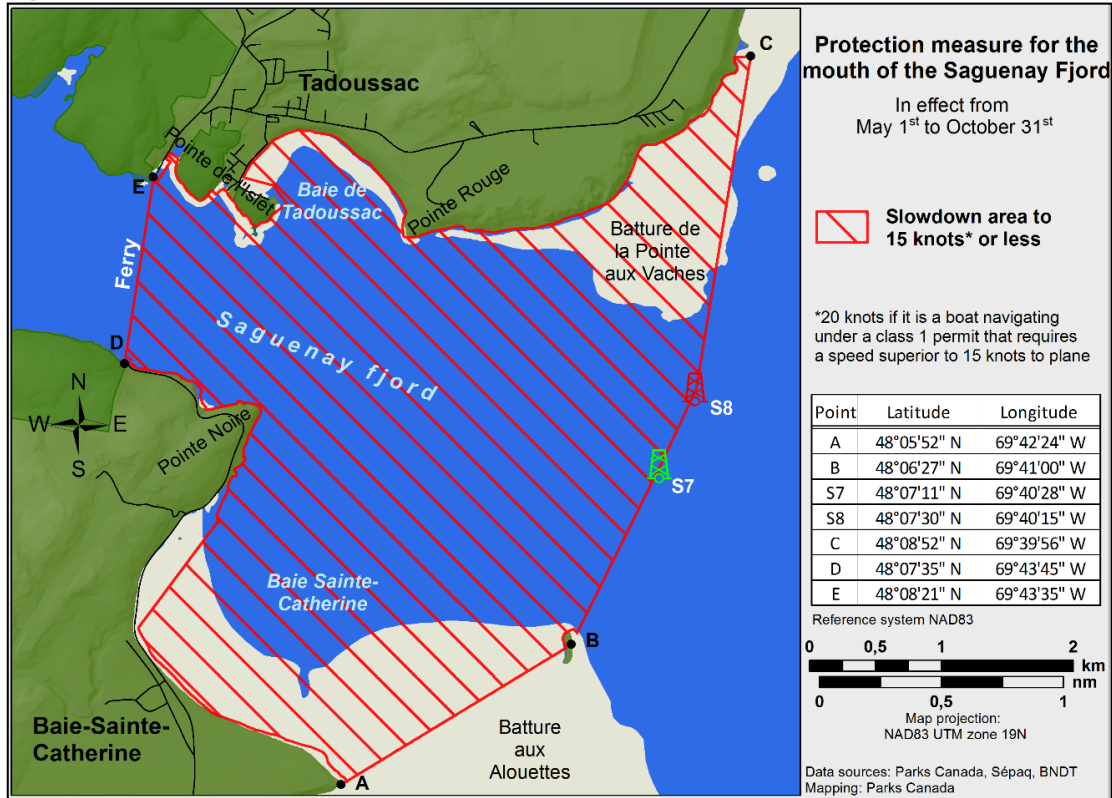 C
Tadoussac
Pointe de l'Islet
E
Baie de
Tadoussac
Pointe Rouge
Batture de
la Pointe
aux Vaches
Ferry
Saguenay fjord
D
N
W E
S
Pointe Noire
S8
S7
Baie Sainte-
Catherine
B
Baie-Sainte-
Catherine
Batture
aux
Alouettes
A
Protection measure for the
mouth of the Saguenay Fjord
In effect from
May 1st to October 31st
Slowdown area to
15 knots* or less
*20 knots if it is a boat navigating
under a class 1 permit that requires
a speed superior to 15 knots to plane
Point Latitude Longitude
A 48°05'52" N 69°42'24" W
B 48°06'27" N 69°41'00" W
S7 48°07'11" N 69°40'28" W
S8 48°07'30" N 69°40'15" W
C 48°08'52" N 69°39'56" W
D 48°07'35" N 69°43'45" W
E 48°08'21" N 69°43'35" W
Reference system NAD83
0 0,5 1 2
km
nm
0 0,5 1
Map projection:
NAD83 UTM zone 19N
Data sources: Parks Canada, Sépaq, BNDT
Mapping: Parks Canada